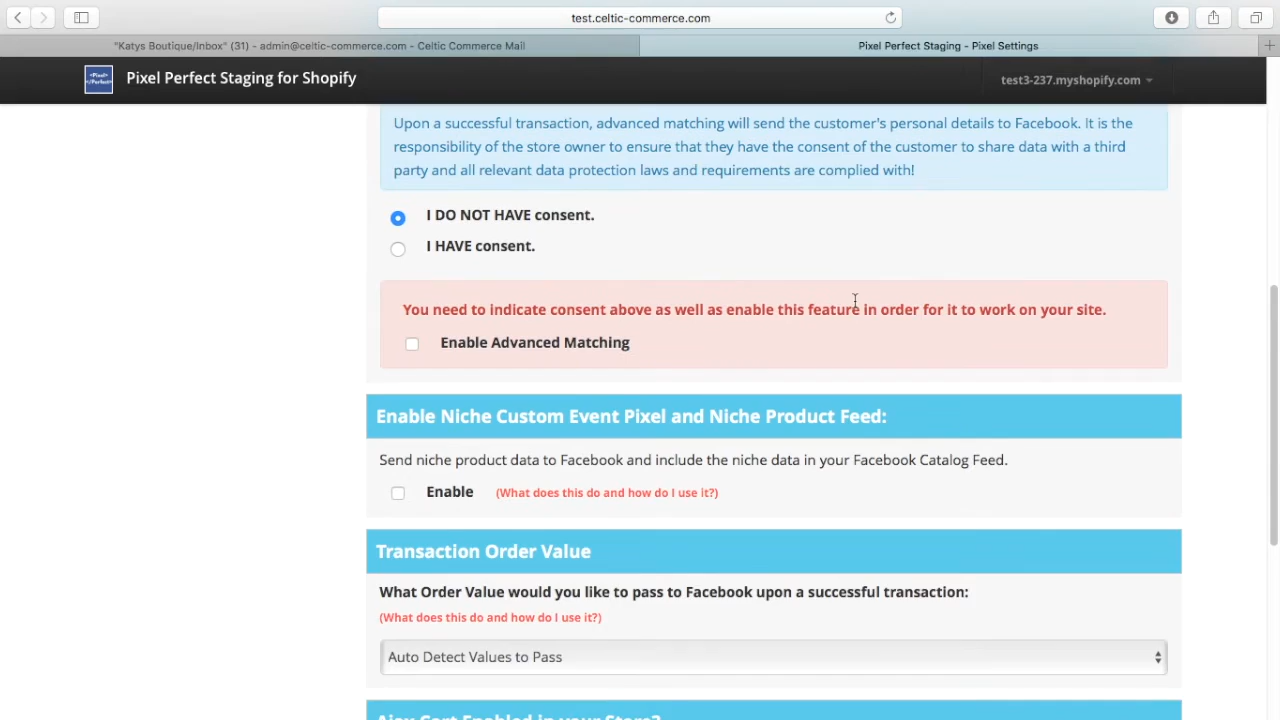 test.celtic-commerce.com
"Katys Boutique/Inbox" (31) - admin@celtic-commerce.com - Celtic Commerce Mail
Pixel Perfect Staging - Pixel Settings
<Pixel>
</Perfect>
Pixel Perfect Staging for Shopify
test3-237.myshopify.com
Upon a successful transaction, advanced matching will send the customer's personal details to Facebook. It is the
responsibility of the store owner to ensure that they have the consent of the customer to share data with a third
party and all relevant data protection laws and requirements are complied with!
I DO NOT HAVE consent.
I HAVE consent.
You need to indicate consent above as well as enable this feature in order for it to work on your site.
Enable Advanced Matching
Enable Niche Custom Event Pixel and Niche Product Feed:
Send niche product data to Facebook and include the niche data in your Facebook Catalog Feed.
Enable (What does this do and how do I use it?)
Transaction Order Value
What Order Value would you like to pass to Facebook upon a successful transaction:
(What does this do and how do I use it?)
Auto Detect Values to Pass
Ajax Cart Enabled in your Store?